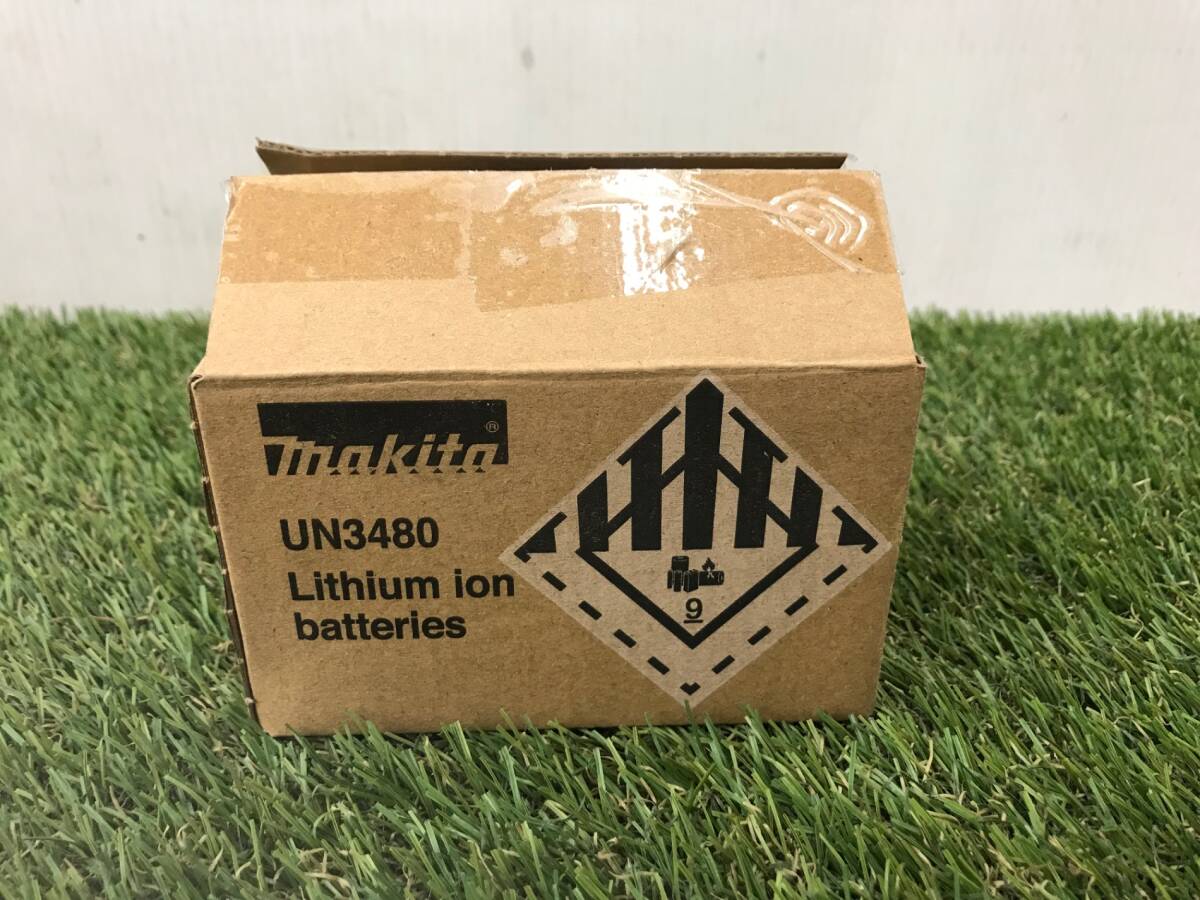 makita®
UN3480
Lithium ion
batteries
9